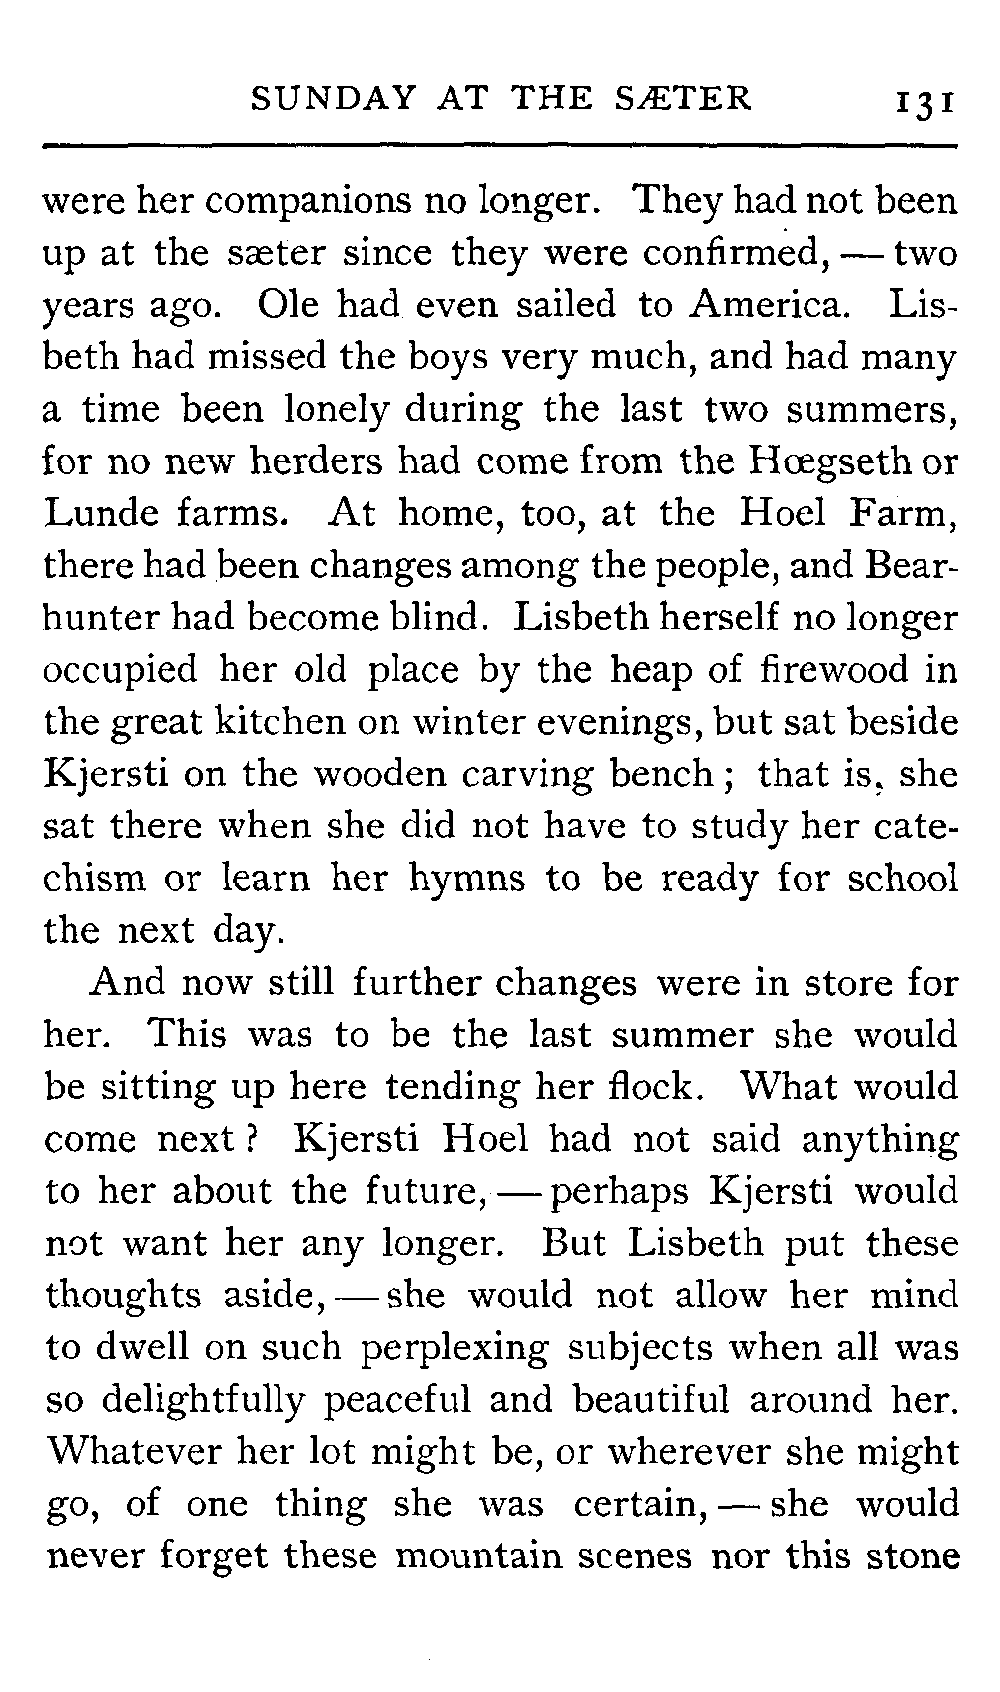 SUNDAY AT THE SÆTER 131
were her companions no longer. They had not been
up at the sæter since they were confirmed, — two
years ago. Ole had even sailed to America. Lis-
beth had missed the boys very much, and had many
a time been lonely during the last two summers,
for no new herders had come from the Hœgseth or
Lunde farms. At home, too, at the Hoel Farm,
there had been changes among the people, and Bear-
hunter had become blind. Lisbeth herself no longer
occupied her old place by the heap of firewood in
the great kitchen on winter evenings, but sat beside
Kjersti on the wooden carving bench ; that is, she
sat there when she did not have to study her cate-
chism or learn her hymns to be ready for school
the next day.
And now still further changes were in store for
her. This was to be the last summer she would
be sitting up here tending her flock. What would
come next ? Kjersti Hoel had not said anything
to her about the future, — perhaps Kjersti would
not want her any longer. But Lisbeth put these
thoughts aside, — she would not allow her mind
to dwell on such perplexing subjects when all was
so delightfully peaceful and beautiful around her.
Whatever her lot might be, or wherever she might
go, of one thing she was certain, — she would
never forget these mountain scenes nor this stone